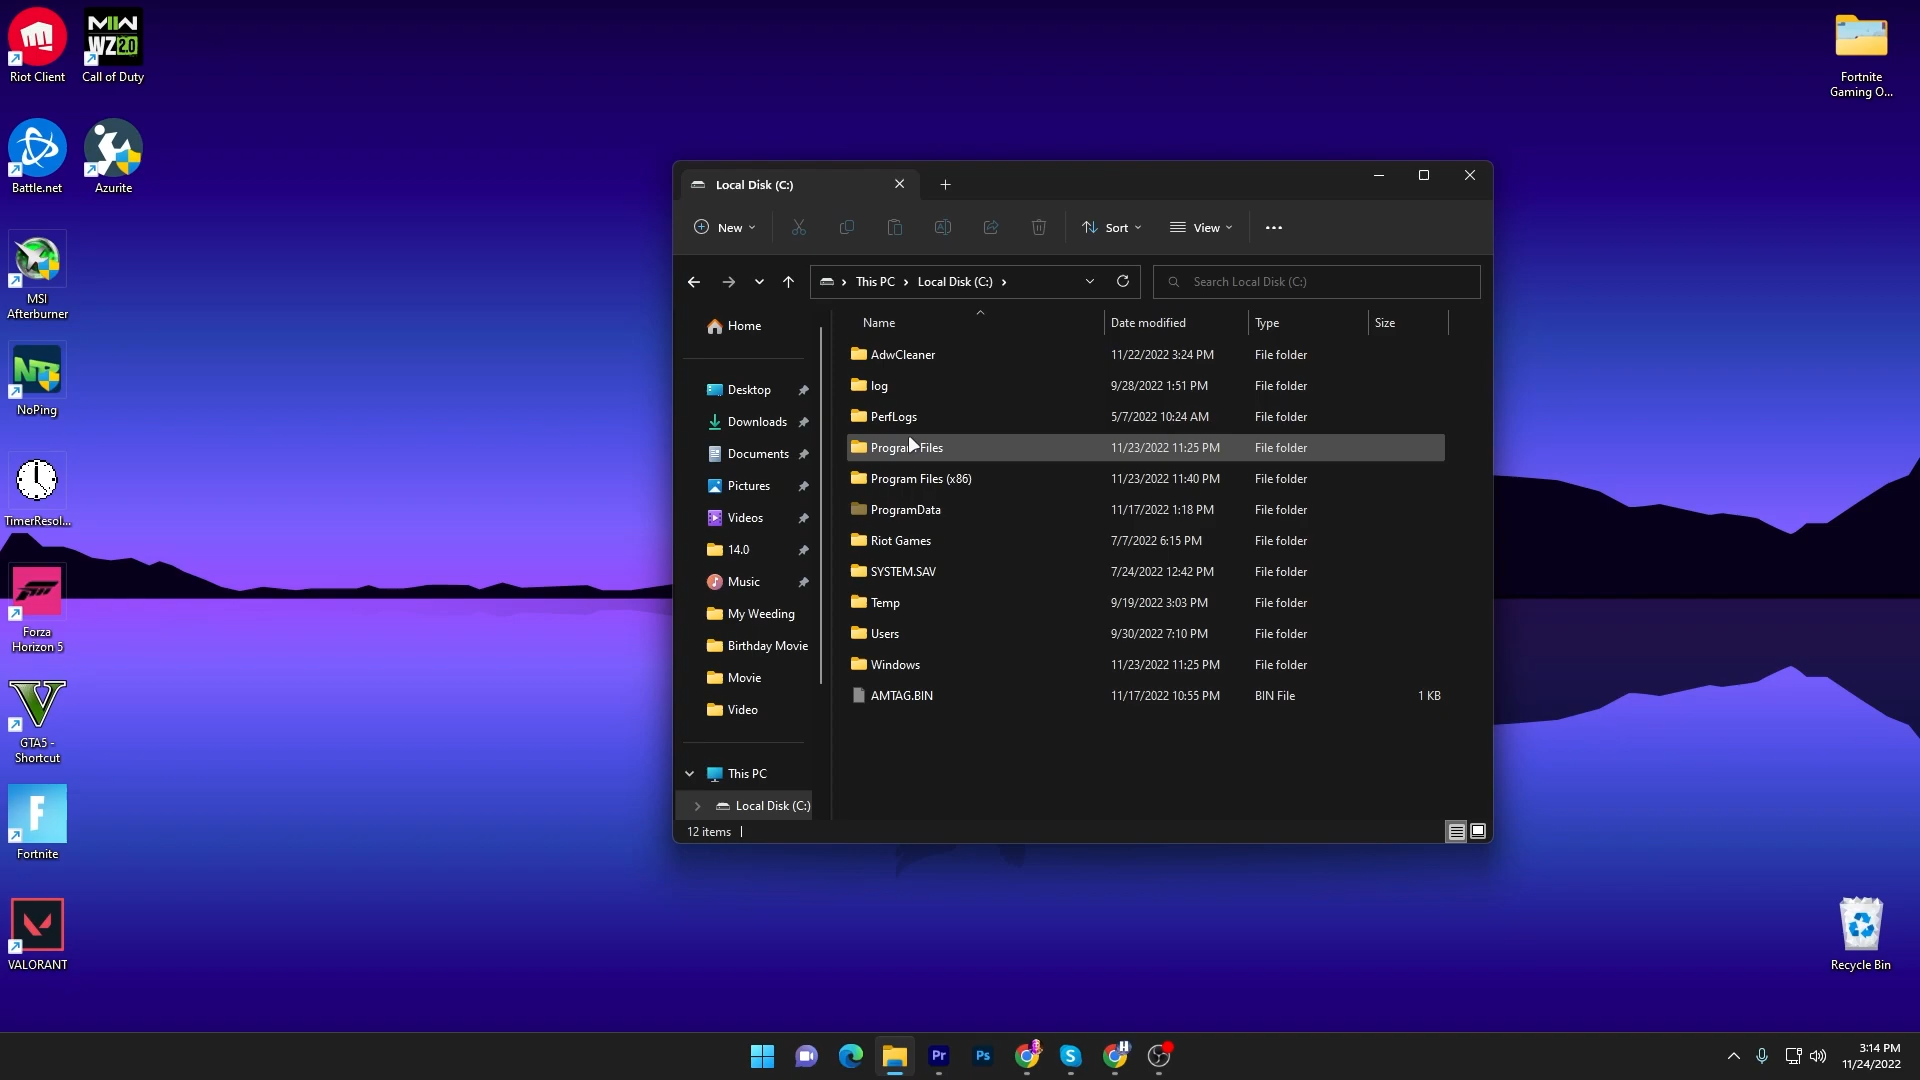 Riot Client
MW
WZ 2.0
Call of Duty
Battle.net
Azurite
MSI
Afterburner
NoPing
TimerResol...
Forza
Horizon 5
GTA5 -
Shortcut
Fortnite
VALORANT
Fortnite
Gaming O...
Recycle Bin
Local Disk (C:)
New
Sort
View
This PC
Local Disk (C:)
Search Local Disk (C:)
Home
Desktop
Downloads
Documents
Pictures
Videos
14.0
Music
My Weeding
Birthday Movie
Movie
Video
This PC
Local Disk (C:)
Name Date modified Type Size
AdwCleaner 11/22/2022 3:24 PM File folder
log 9/28/2022 1:51 PM File folder
PerfLogs 5/7/2022 10:24 AM File folder
Program Files 11/23/2022 11:25 PM File folder
Program Files (x86) 11/23/2022 11:40 PM File folder
ProgramData 11/17/2022 1:18 PM File folder
Riot Games 7/7/2022 6:15 PM File folder
SYSTEM.SAV 7/24/2022 12:42 PM File folder
Temp 9/19/2022 3:03 PM File folder
Users 9/30/2022 7:10 PM File folder
Windows 11/23/2022 11:25 PM File folder
AMTAG.BIN 11/17/2022 10:55 PM BIN File 1 KB
12 items
Pr
Ps
3:14 PM
11/24/2022